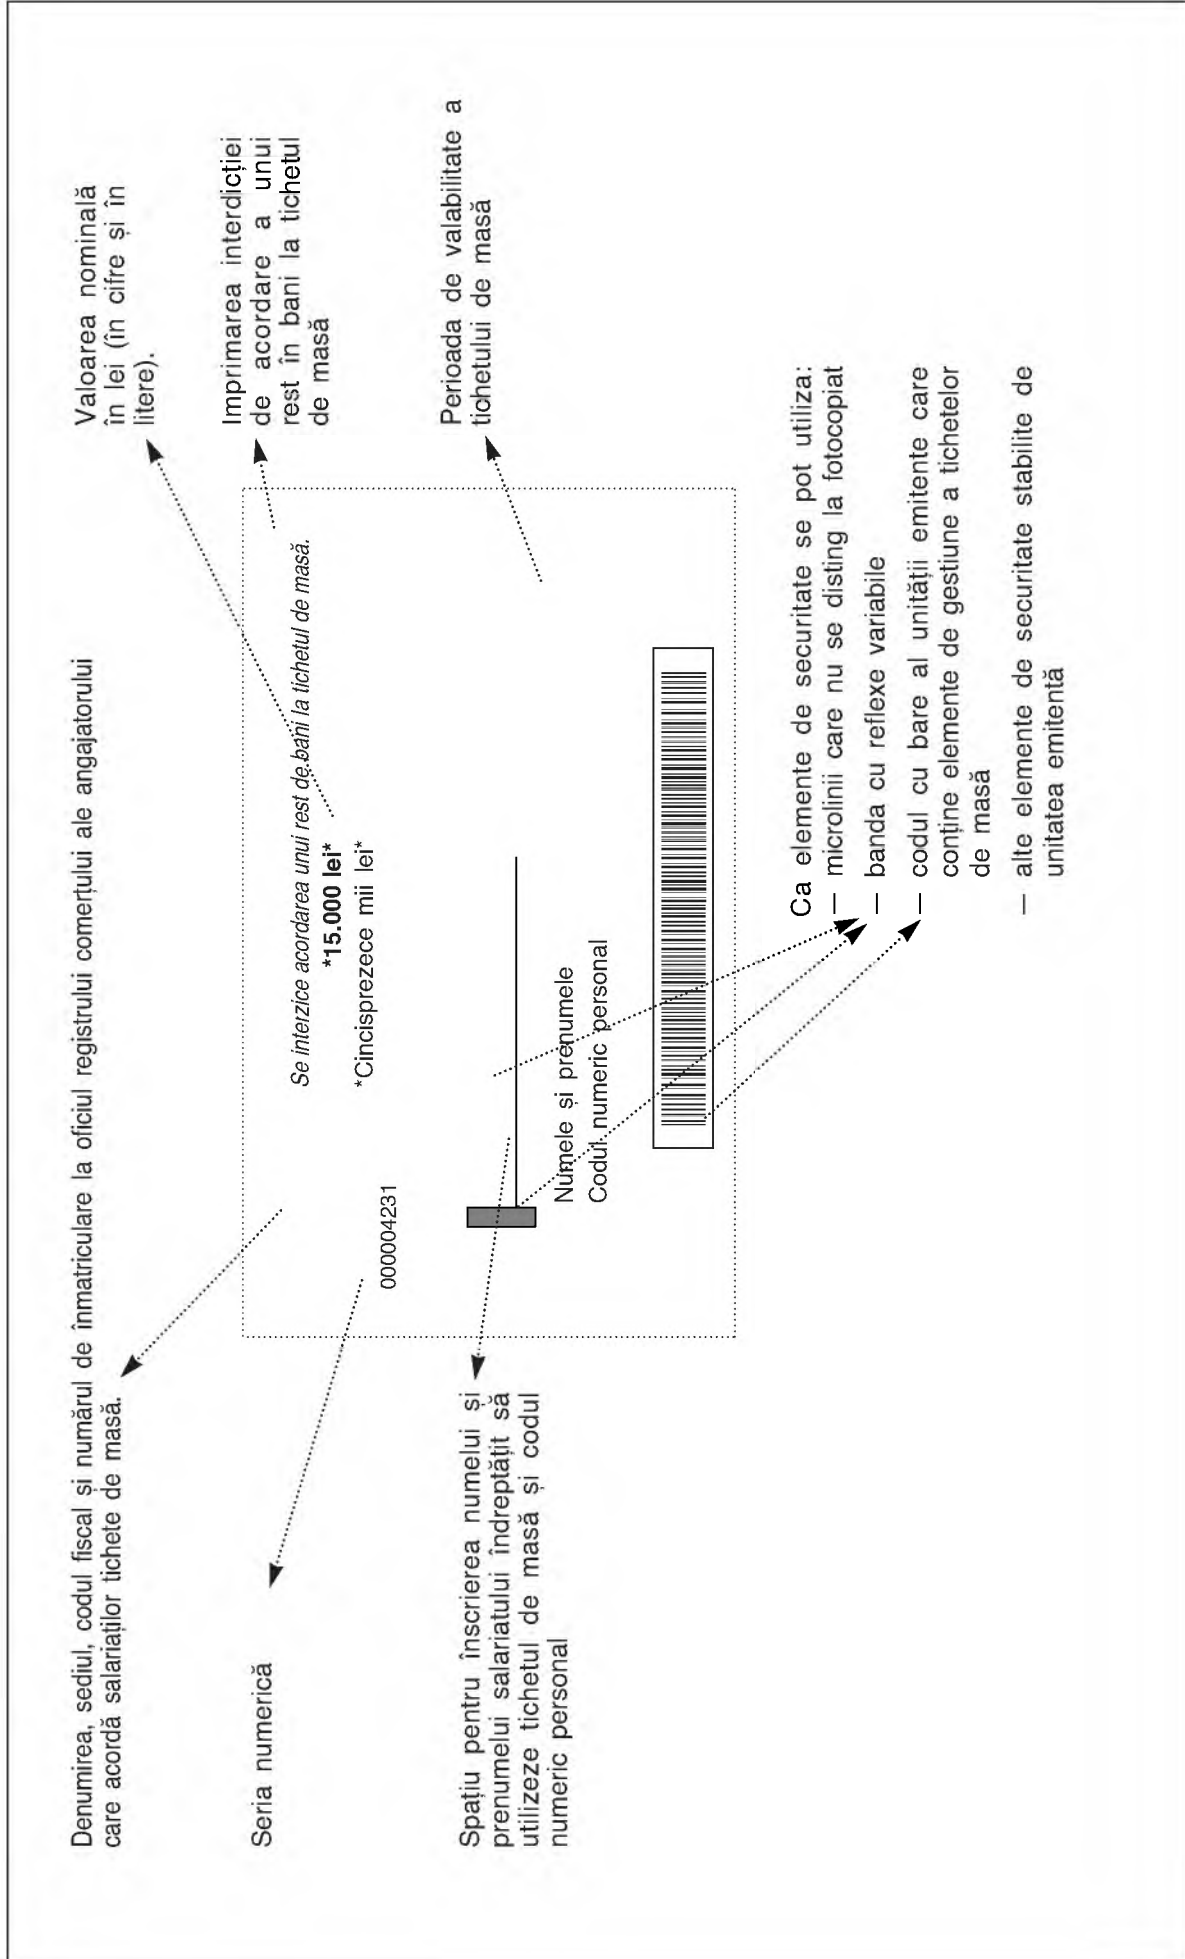 Denumirea, sediul, codul fiscal și numărul de înmatriculare la oficiul registrului comerțului ale angajatorului
care acordă salariaților tichete de masă.
Valoarea nominală
în lei (în cifre și în
litere).
Seria numerică
Imprimarea interdicției
de acordare a unui
rest în bani la tichetul
de masă
Se interzice acordarea unui rest de bani la tichetul de masă.
*15.000 lei*
*Cincisprezece mii lei*
000004231
Spațiu pentru înscrierea numelui și
prenumelui salariatului îndreptățit să
utilizeze tichetul de masă și codul
numeric personal
Perioada de valabilitate a
tichetului de masă
Numele și prenumele
Codul numeric personal
Ca elemente de securitate se pot utiliza:
— microlinii care nu se disting la fotocopiat
— banda cu reflexe variabile
— codul cu bare al unității emitente care
conține elemente de gestiune a tichetelor
de masă
— alte elemente de securitate stabilite de
unitatea emitentă